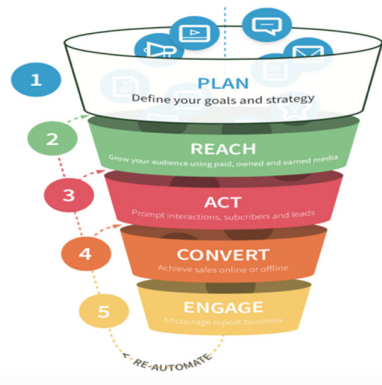 1
PLAN
Define your goals and strategy
2
REACH
Grow your audience using paid, owned and earned media
3
ACT
Prompt interactions, subcribers and leads
4
CONVERT
Achieve sales online or offline
5
ENGAGE
Encourage repeat business
RE-AUTOMATE